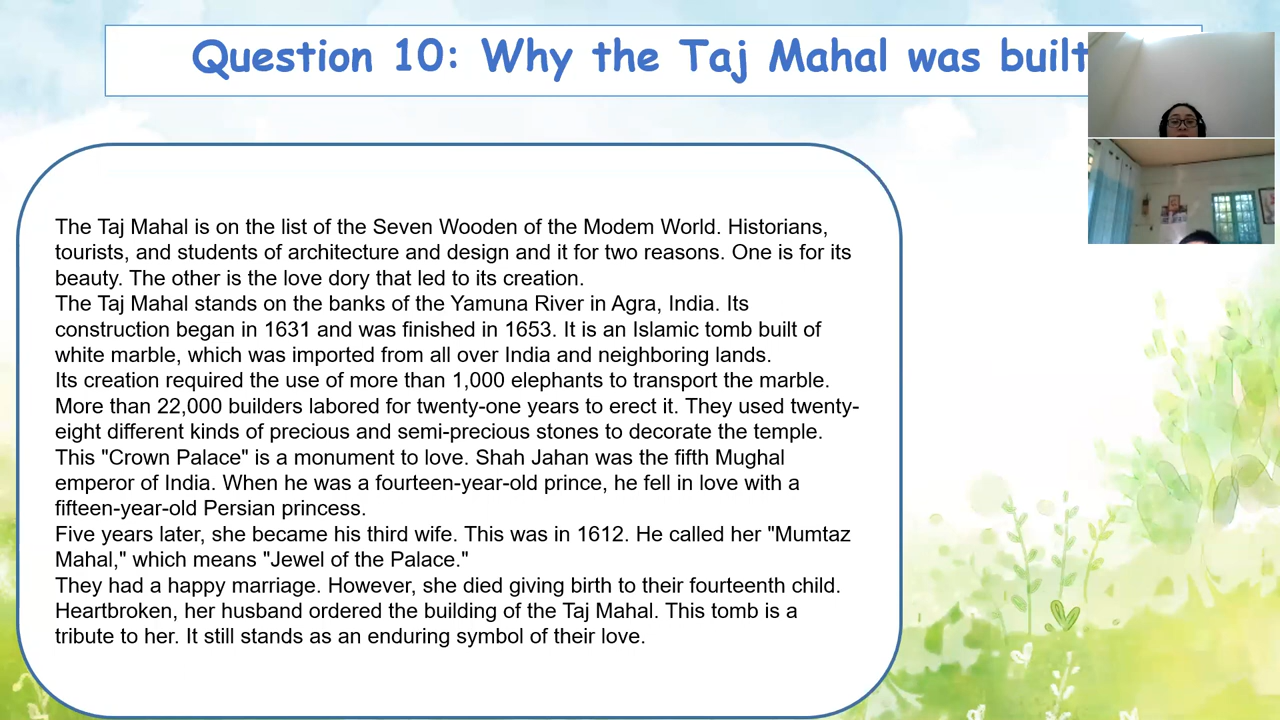 Question 10: Why the Taj Mahal was built
The Taj Mahal is on the list of the Seven Wooden of the Modem World. Historians,
tourists, and students of architecture and design and it for two reasons. One is for its
beauty. The other is the love dory that led to its creation.
The Taj Mahal stands on the banks of the Yamuna River in Agra, India. Its
construction began in 1631 and was finished in 1653. It is an Islamic tomb built of
white marble, which was imported from all over India and neighboring lands.
Its creation required the use of more than 1,000 elephants to transport the marble.
More than 22,000 builders labored for twenty-one years to erect it. They used twenty-
eight different kinds of precious and semi-precious stones to decorate the temple.
This "Crown Palace" is a monument to love. Shah Jahan was the fifth Mughal
emperor of India. When he was a fourteen-year-old prince, he fell in love with a
fifteen-year-old Persian princess.
Five years later, she became his third wife. This was in 1612. He called her "Mumtaz
Mahal," which means "Jewel of the Palace."
They had a happy marriage. However, she died giving birth to their fourteenth child.
Heartbroken, her husband ordered the building of the Taj Mahal. This tomb is a
tribute to her. It still stands as an enduring symbol of their love.